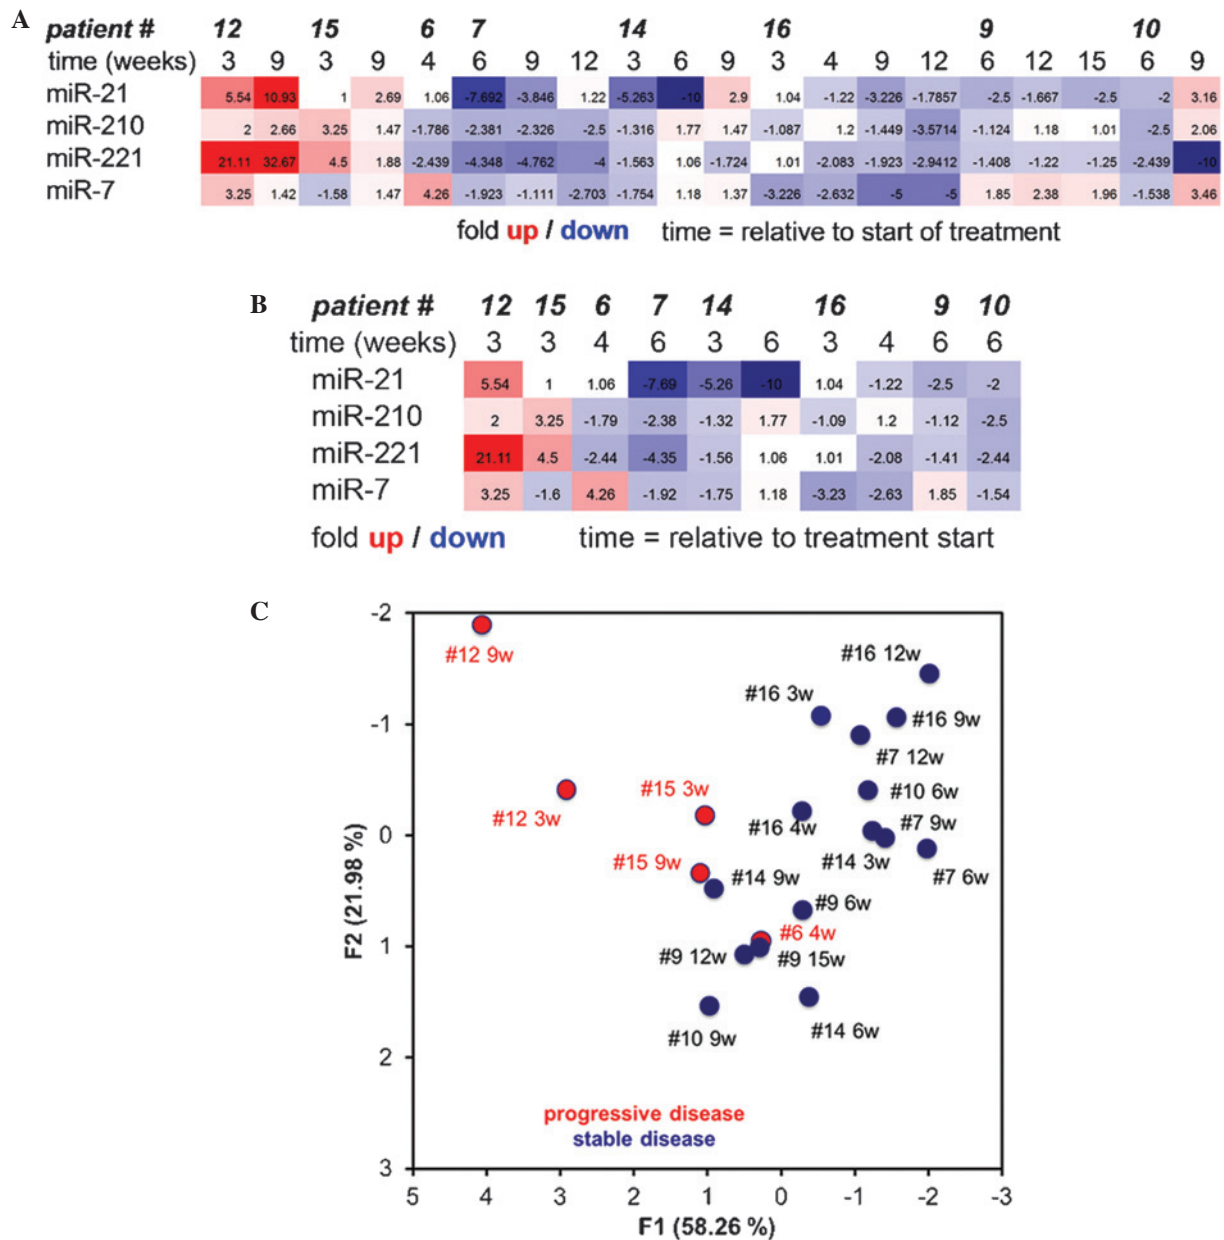 A
patient # 12 15 6 7 14 16 9 10
time (weeks) 3 9 3 9 4 6 9 12 3 6 9 3 4 9 12 6 12 15 6 9
miR-21 5.54 10.93 1 2.69 1.06 -7.692 -3.846 1.22 -5.263 -10 2.9 1.04 -1.22 -3.226 -1.7857 -2.5 -1.667 -2.5 -2 3.16
miR-210 2 2.66 3.25 1.47 -1.786 -2.381 -2.326 -2.5 -1.316 1.77 1.47 -1.087 1.2 -1.449 -3.5714 -1.124 1.18 1.01 -2.5 2.06
miR-221 21.11 32.67 4.5 1.88 -2.439 -4.348 -4.762 -4 -1.563 1.06 -1.724 1.01 -2.083 -1.923 -2.9412 -1.408 -1.22 -1.25 -2.439 -10
miR-7 3.25 1.42 -1.58 1.47 4.26 -1.923 -1.111 -2.703 -1.754 1.18 1.37 -3.226 -2.632 -5 -5 1.85 2.38 1.96 -1.538 3.46
fold up / down time = relative to start of treatment
B
patient # 12 15 6 7 14 16 9 10
time (weeks) 3 3 4 6 3 6 3 4 6 6
miR-21 5.54 1 1.06 -7.69 -5.26 -10 1.04 -1.22 -2.5 -2
miR-210 2 3.25 -1.79 -2.38 -1.32 1.77 -1.09 1.2 -1.12 -2.5
miR-221 21.11 4.5 -2.44 -4.35 -1.56 1.06 1.01 -2.08 -1.41 -2.44
miR-7 3.25 -1.6 4.26 -1.92 -1.75 1.18 -3.23 -2.63 1.85 -1.54
fold up / down time = relative to treatment start
C
-2
-1
0
1
2
3
F2 (21.98 %)
#12 9w
#16 12w
#16 3w
#16 9w
#7 12w
#15 3w
#10 6w
#12 3w
#16 4w
#7 9w
#15 9w
#14 3w
#7 6w
#14 9w
#9 6w
#6 4w
#9 12w
#9 15w
#10 9w
#14 6w
progressive disease
stable disease
5 4 3 2 1 0 -1 -2 -3
F1 (58.26 %)